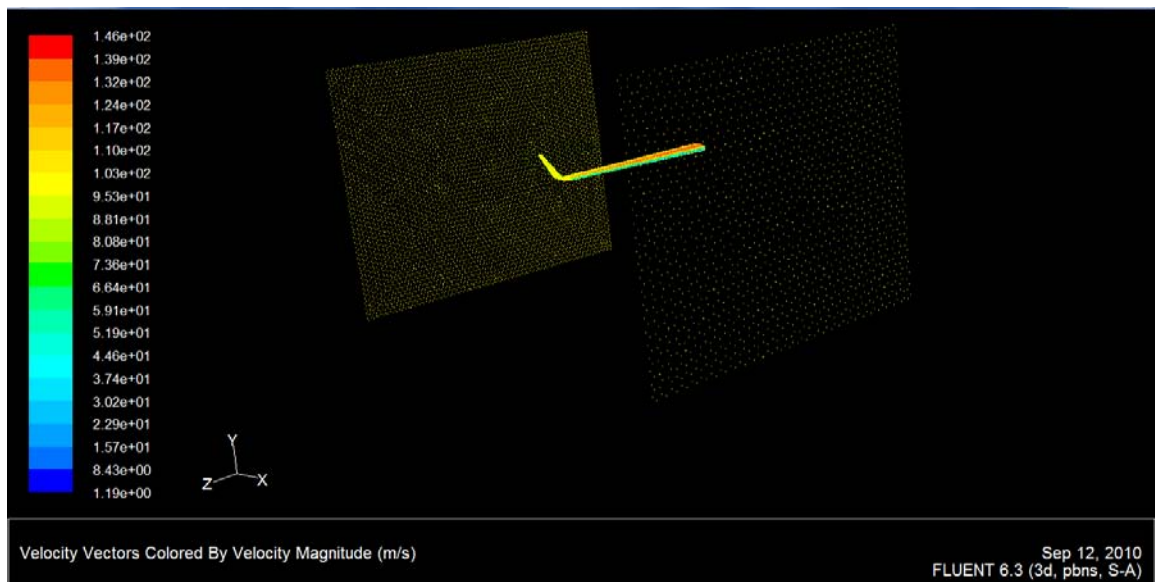 1.46e+02
1.39e+02
1.32e+02
1.24e+02
1.17e+02
1.10e+02
1.03e+02
9.53e+01
8.81e+01
8.08e+01
7.36e+01
6.64e+01
5.91e+01
5.19e+01
4.46e+01
3.74e+01
3.02e+01
2.29e+01
1.57e+01
8.43e+00
1.19e+00
Y
Z
X
Velocity Vectors Colored By Velocity Magnitude (m/s)
Sep 12, 2010
FLUENT 6.3 (3d, pbns, S-A)